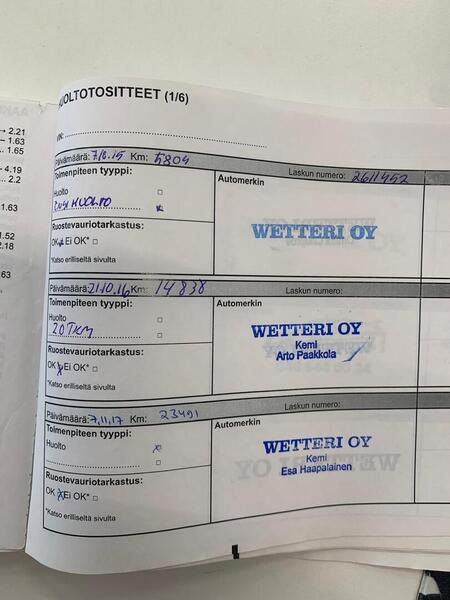 HUOLTOTOSITTEET (1/6)
VIN:
→ 2.21
– 1.63
... 1.65
– 4.19
... 2.2
1.63
1.52
2.18
63
Päivämäärä: Km: 5804
Laskun numero: 2611452
Toimenpiteen tyyppi:
Automerkin
Huolto
HUOLTO
WETTERI OY
Ruostevauriotarkastus:
OK Ei OK*
*Katso erilliseltä sivulta
Päivämäärä: 21.10.16 Km: 14838
Laskun numero:
Toimenpiteen tyyppi:
Automerkin
Huolto
20 TKM
WETTERI OY
Kemi
Arto Paakkola
Ruostevauriotarkastus:
OK Ei OK*
*Katso erilliseltä sivulta
Päivämäärä: 7.11.17 Km: 23491
Laskun numero:
Toimenpiteen tyyppi:
Automerkin
Huolto
WETTERI OY
Kemi
Esa Haapalainen
Ruostevauriotarkastus:
OK Ei OK*
*Katso erilliseltä sivulta